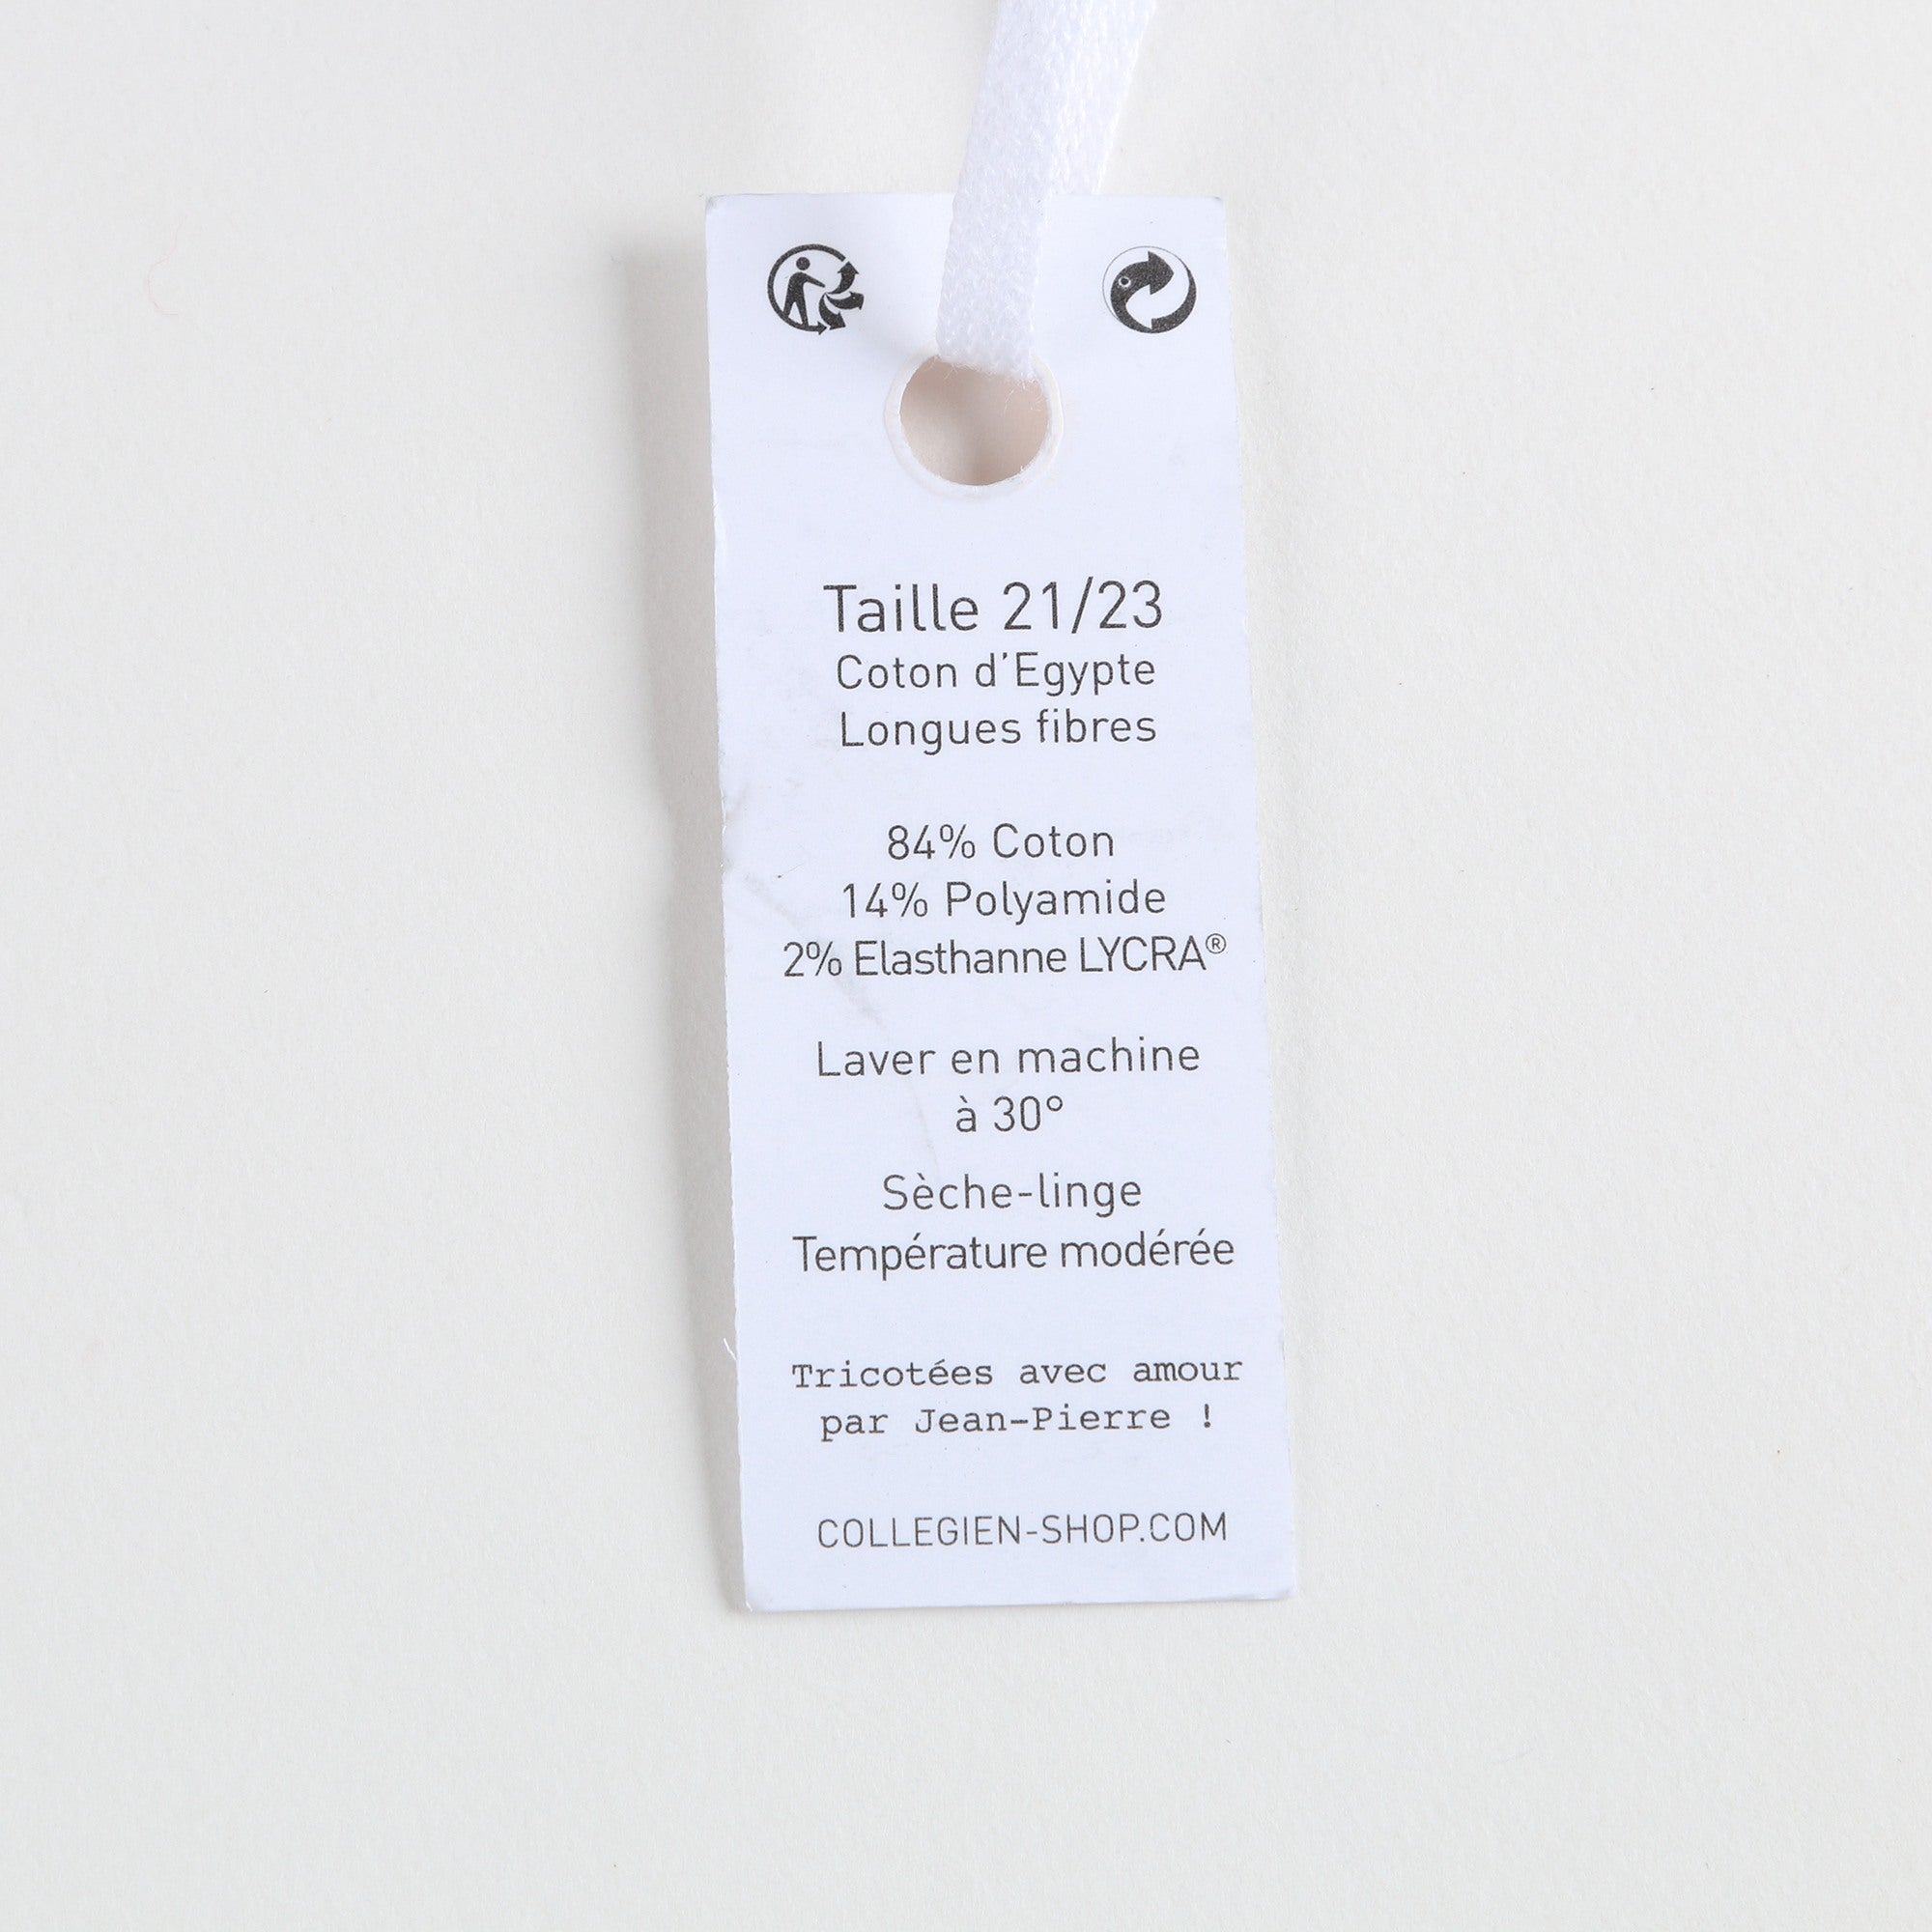 Taille 21/23
Coton d'Egypte
Longues fibres
84% Coton
14% Polyamide
2% Elasthanne LYCRA®
Laver en machine
à 30°
Sèche-linge
Température modérée
Tricotées avec amour
par Jean-Pierre !
COLLEGIEN-SHOP.COM